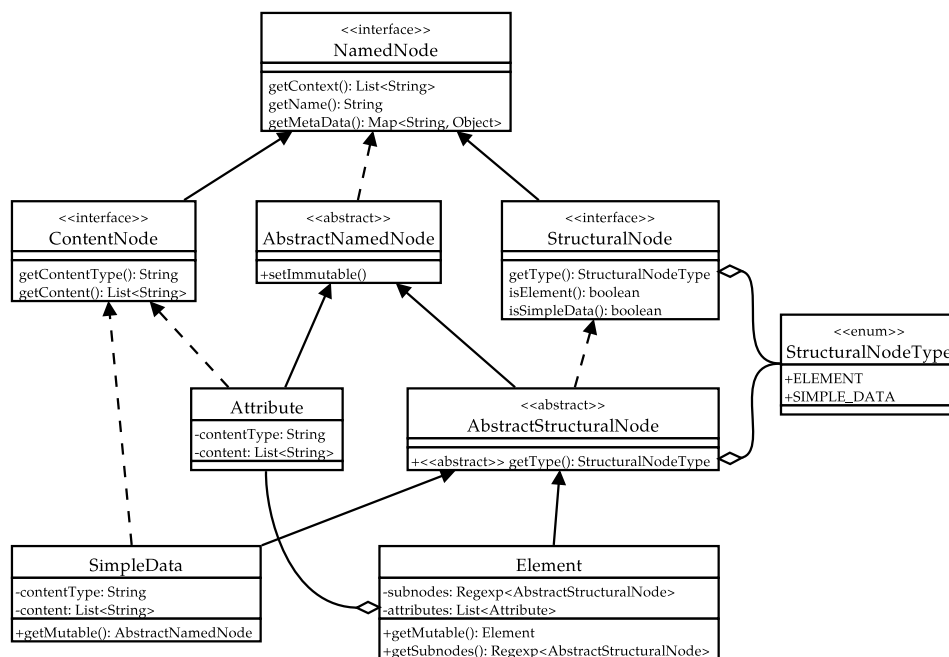 <<interface>>
NamedNode
getContext(): List<String>
getName(): String
getMetaData(): Map<String, Object>
<<interface>>
ContentNode
getContentType(): String
getContent(): List<String>
<<abstract>>
AbstractNamedNode
+setImmutable()
<<interface>>
StructuralNode
getType(): StructuralNodeType
isElement(): boolean
isSimpleData(): boolean
<<enum>>
StructuralNodeType
+ELEMENT
+SIMPLE_DATA
Attribute
-contentType: String
-content: List<String>
<<abstract>>
AbstractStructuralNode
+<<abstract>> getType(): StructuralNodeType
SimpleData
-contentType: String
-content: List<String>
+getMutable(): AbstractNamedNode
Element
-subnodes: Regexp<AbstractStructuralNode>
-attributes: List<Attribute>
+getMutable(): Element
+getSubnodes(): Regexp<AbstractStructuralNode>